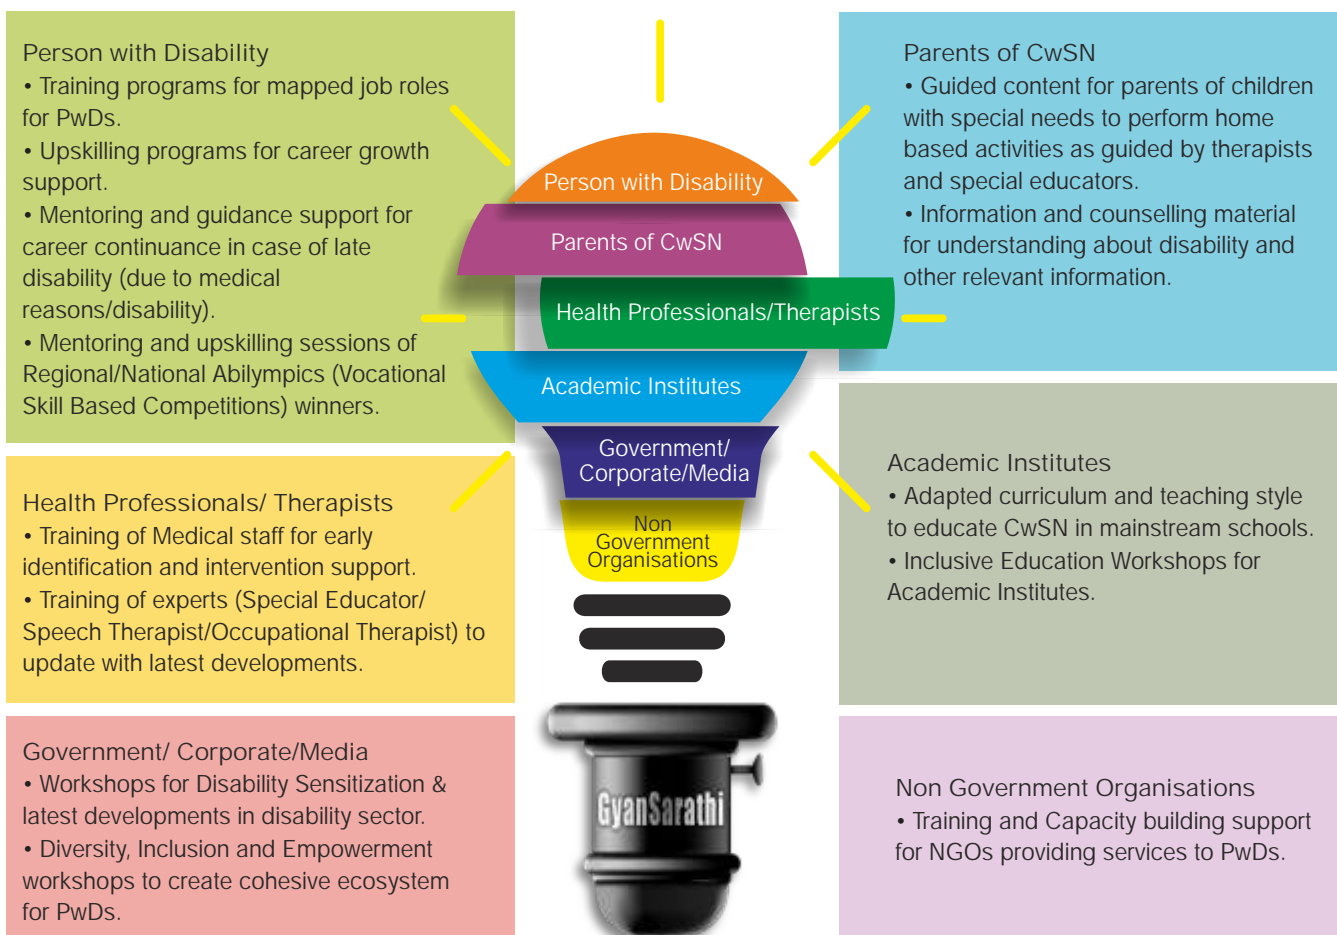 Person with Disability
• Training programs for mapped job roles
for PwDs.
• Upskilling programs for career growth
support.
• Mentoring and guidance support for
career continuance in case of late
disability (due to medical
reasons/disability).
• Mentoring and upskilling sessions of
Regional/National Abilympics (Vocational
Skill Based Competitions) winners.
Health Professionals/ Therapists
• Training of Medical staff for early
identification and intervention support.
• Training of experts (Special Educator/
Speech Therapist/Occupational Therapist) to
update with latest developments.
Government/ Corporate/Media
• Workshops for Disability Sensitization &
latest developments in disability sector.
• Diversity, Inclusion and Empowerment
workshops to create cohesive ecosystem
for PwDs.
Person with Disability
Parents of CwSN
Health Professionals/Therapists
Academic Institutes
Government/
Corporate/Media
Non
Government
Organisations
GyanSarathi
Parents of CwSN
• Guided content for parents of children
with special needs to perform home
based activities as guided by therapists
and special educators.
• Information and counselling material
for understanding about disability and
other relevant information.
Academic Institutes
• Adapted curriculum and teaching style
to educate CwSN in mainstream schools.
• Inclusive Education Workshops for
Academic Institutes.
Non Government Organisations
• Training and Capacity building support
for NGOs providing services to PwDs.